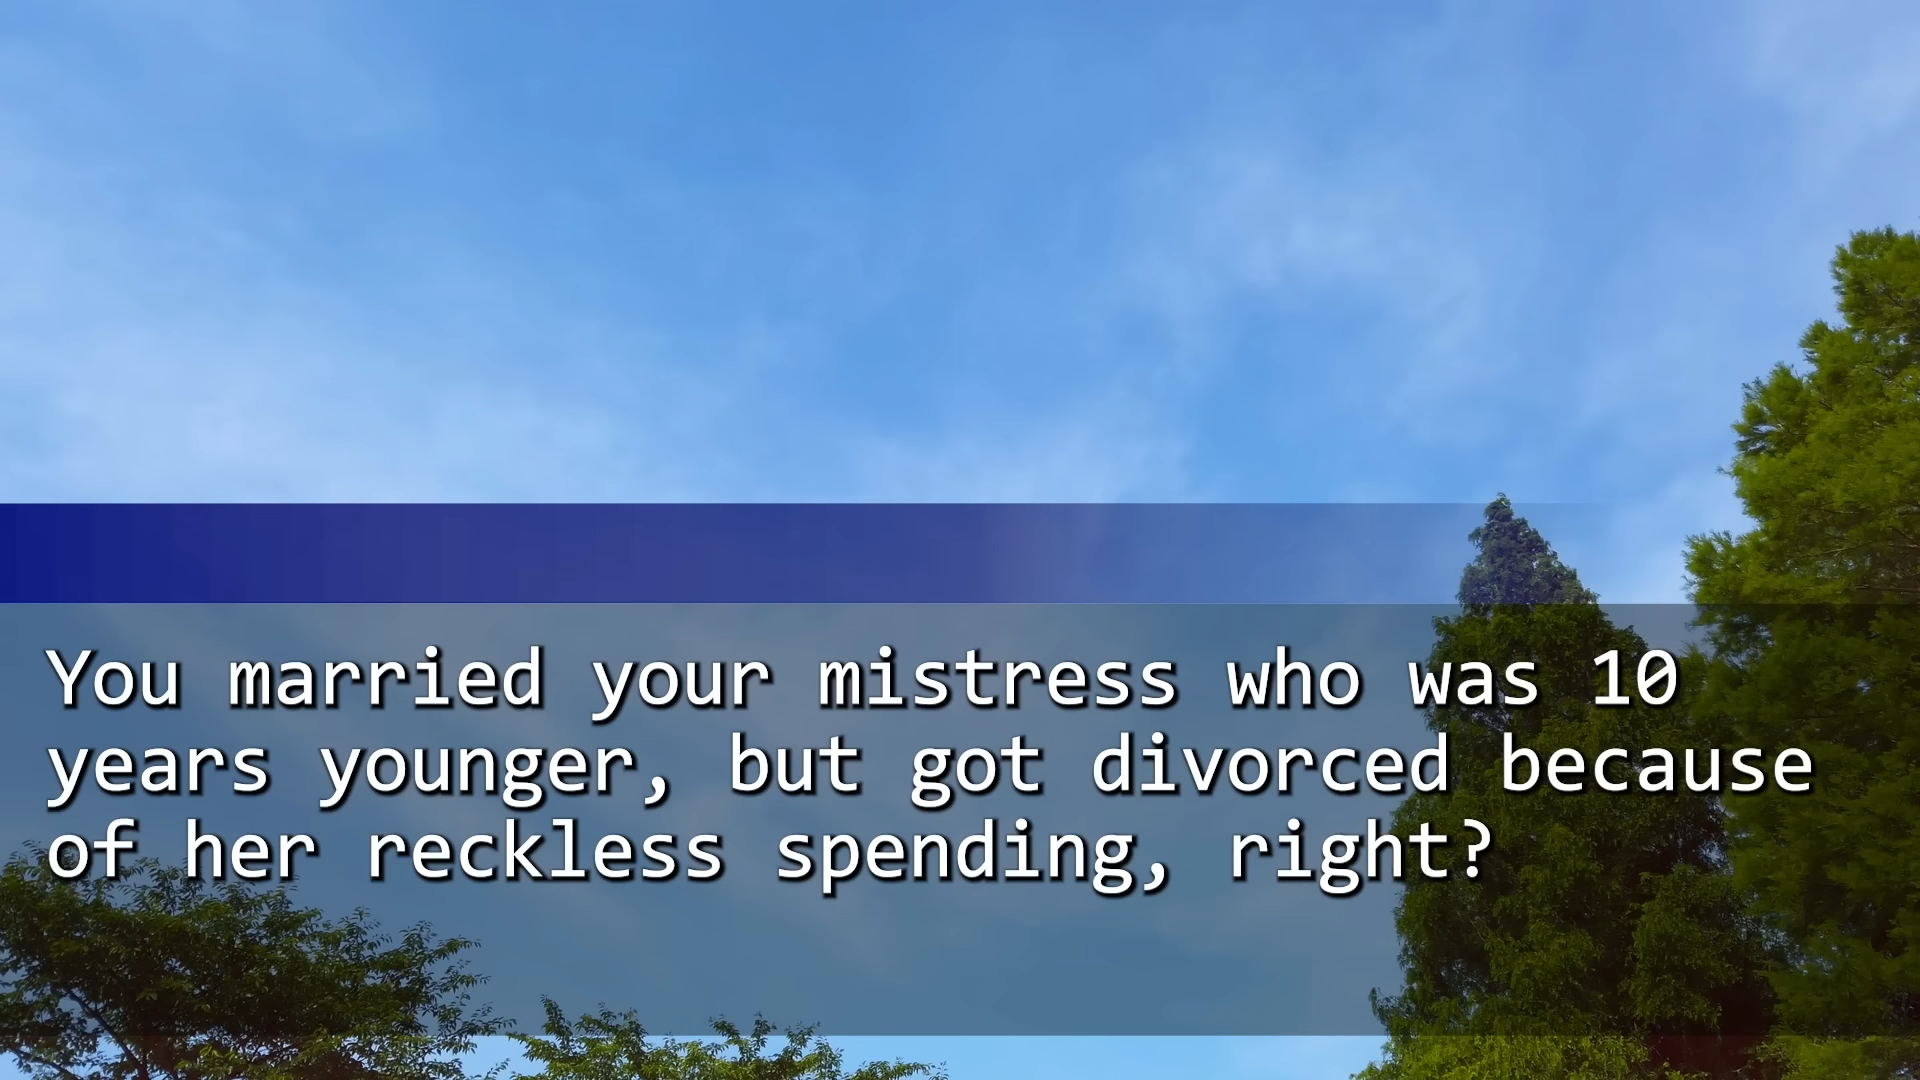 You married your mistress who was 10
years younger, but got divorced because
of her reckless spending, right?